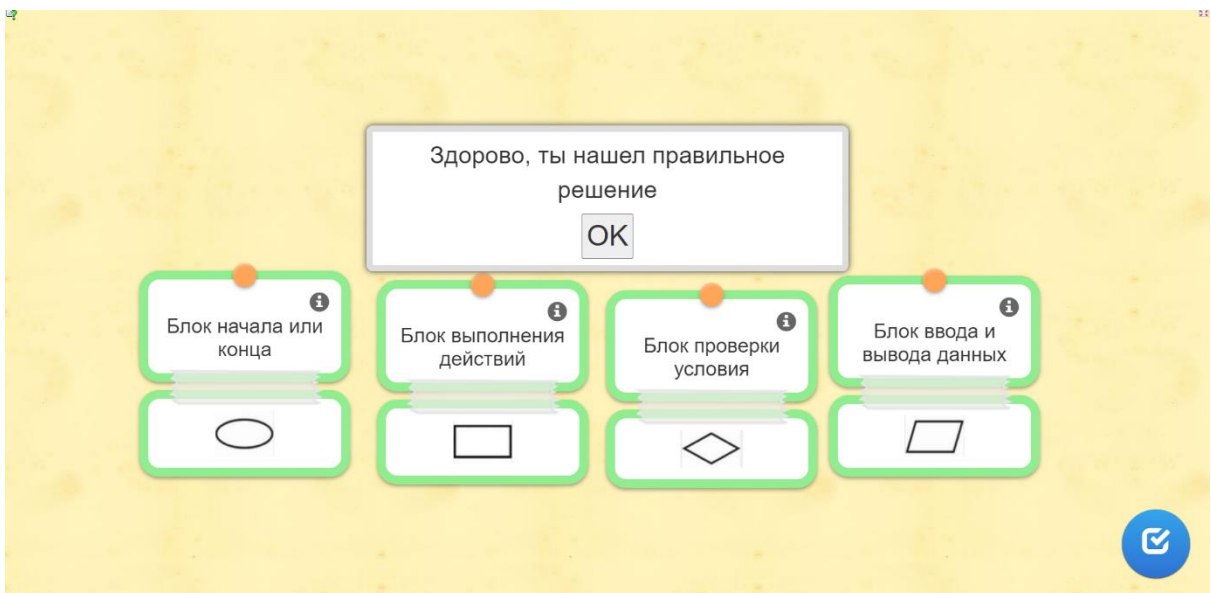 Здорово, ты нашел правильное
решение
OK
Блок начала или
конца
Блок выполнения
действий
Блок проверки
условия
Блок ввода и
вывода данных